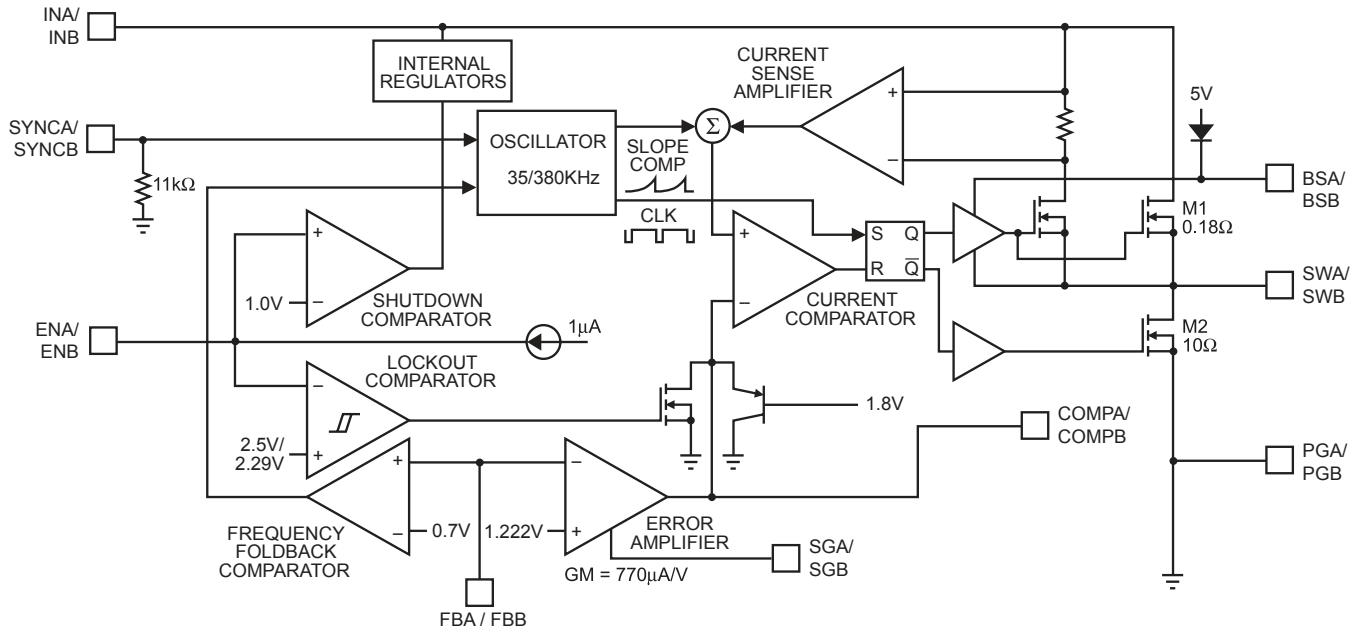 INA/
INB
INTERNAL
REGULATORS
CURRENT
SENSE
AMPLIFIER
+
–
5V
SYNCA/
SYNCB
11kΩ
OSCILLATOR
35/380KHz
Σ
SLOPE
COMP
CLK
BSA/
BSB
M1
0.18Ω
S Q
R Q̅
+
–
1.0V
SHUTDOWN
COMPARATOR
+
–
CURRENT
COMPARATOR
SWA/
SWB
ENA/
ENB
1µA
M2
10Ω
LOCKOUT
COMPARATOR
–
+
2.5V/
2.29V
1.8V
COMPA/
COMPB
PGA/
PGB
+
–
0.7V
FREQUENCY
FOLDBACK
COMPARATOR
–
+
1.222V
ERROR
AMPLIFIER
GM = 770µA/V
SGA/
SGB
FBA / FBB